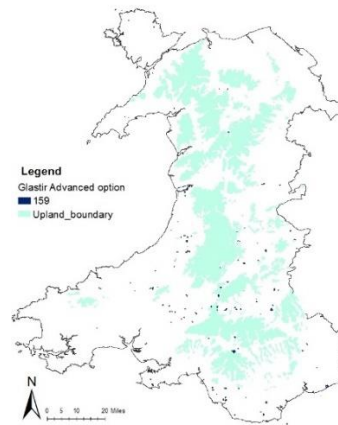 Legend
Glastir Advanced option
159
Upland_boundary
N
0 5 10 20 Miles